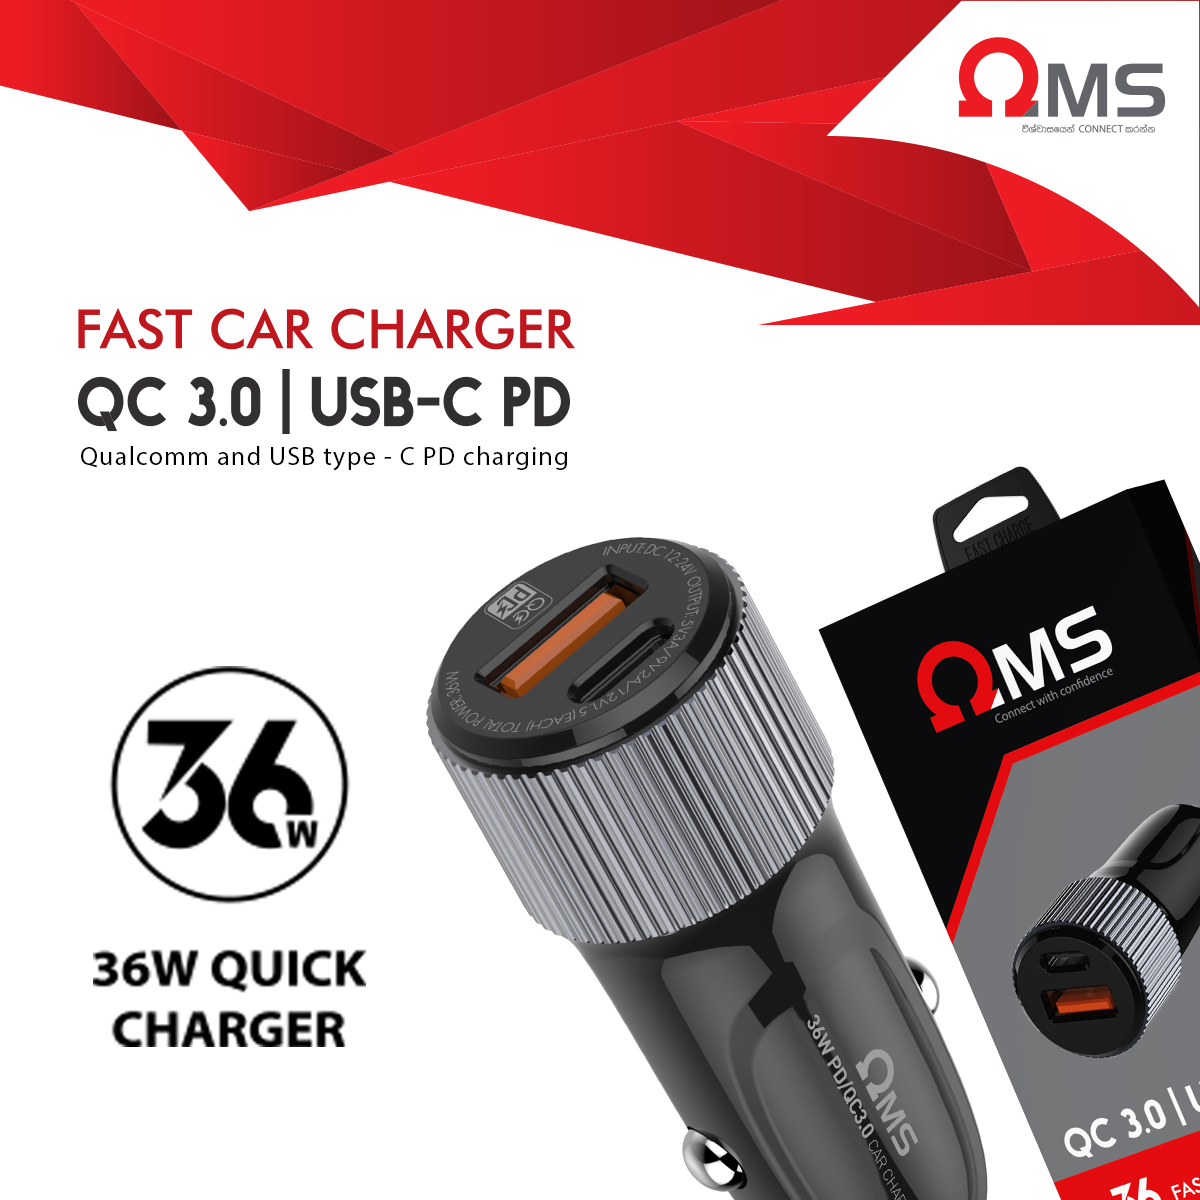 ΩMS
විශ්වාසයෙන් CONNECT කරන්න
FAST CAR CHARGER
QC 3.0 | USB-C PD
Qualcomm and USB type - C PD charging
36W
36W QUICK
CHARGER
INPUT:DC 12-24V OUTPUT: 5V3A/9V2A/12V1.5 (EACH) TOTAL POWER:36W
PD
QC
ΩMS
36W PD/QC3.0 CAR
FAST CHARGE
ΩMS
Connect with confidence
QC 3.0 |
36